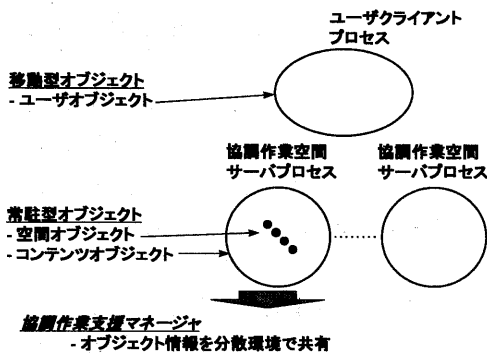 ユーザクライアント
プロセス
移動型オブジェクト
- ユーザオブジェクト
協調作業空間
サーバプロセス
協調作業空間
サーバプロセス
常駐型オブジェクト
- 空間オブジェクト
- コンテンツオブジェクト
協調作業支援マネージャ
- オブジェクト情報を分散環境で共有